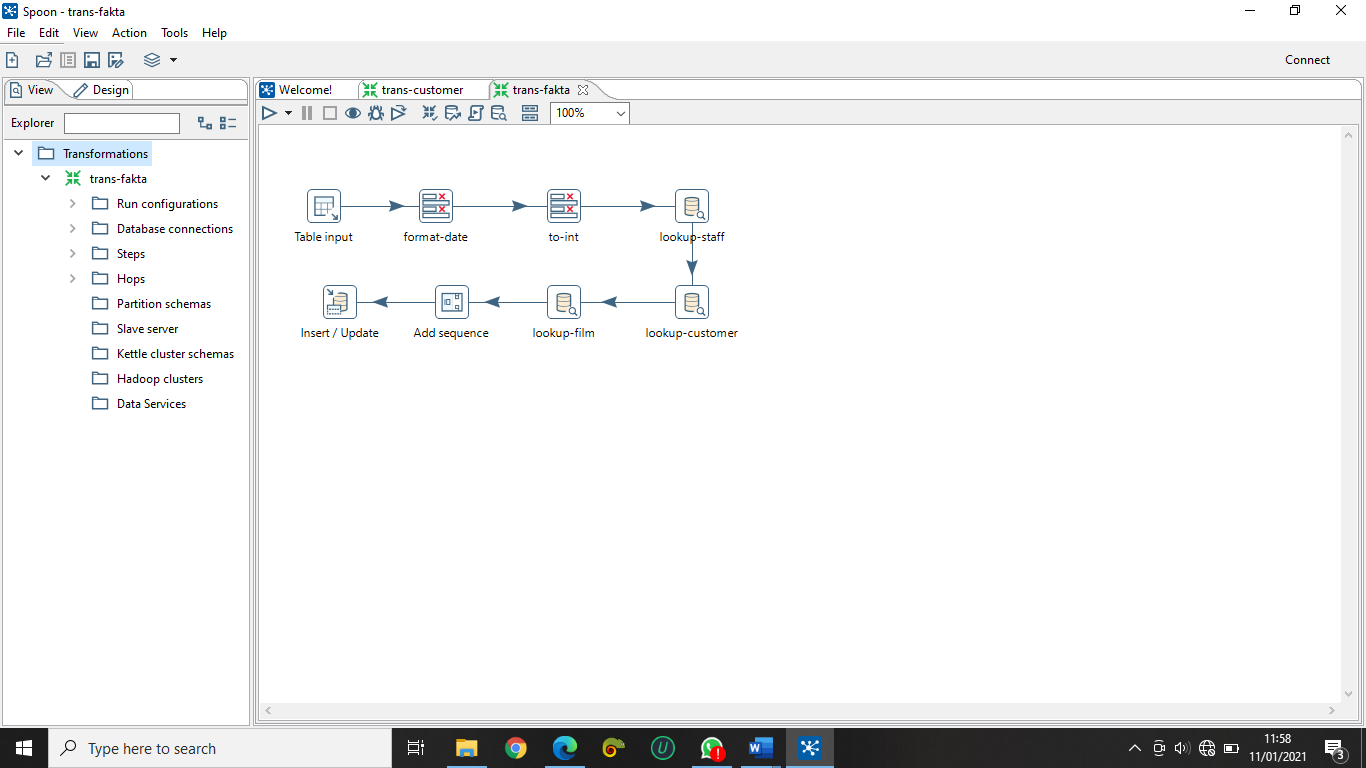 Spoon - trans-fakta
File Edit View Action Tools Help
Connect
View Design
Welcome! trans-customer trans-fakta
Explorer
100%
Transformations
trans-fakta
Run configurations
Database connections
Steps
Hops
Partition schemas
Slave server
Kettle cluster schemas
Hadoop clusters
Data Services
Table input format-date to-int lookup-staff
Insert / Update Add sequence lookup-film lookup-customer
Type here to search
11:58
11/01/2021
3